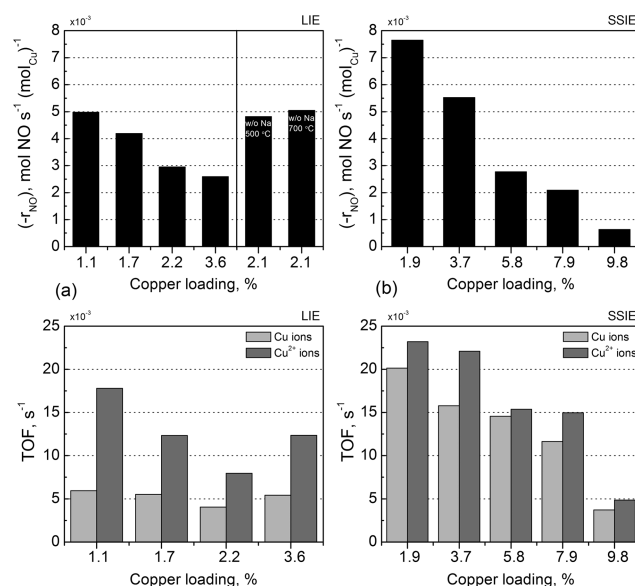 x10⁻³ LIE
8
7
6
5
4
3
2
1
0
(-r_NO), mol NO s⁻¹ (mol_Cu)⁻¹
w/o Na
500 °C
w/o Na
700 °C
1.1 1.7 2.2 3.6 2.1 2.1
(a) Copper loading, %
x10⁻³ SSIE
8
7
6
5
4
3
2
1
0
(-r_NO), mol NO s⁻¹ (mol_Cu)⁻¹
1.9 3.7 5.8 7.9 9.8
(b) Copper loading, %
x10⁻³ LIE
25
20
15
10
5
0
TOF, s⁻¹
Cu ions
Cu²⁺ ions
1.1 1.7 2.2 3.6
Copper loading, %
x10⁻³ SSIE
25
20
15
10
5
0
TOF, s⁻¹
Cu ions
Cu²⁺ ions
1.9 3.7 5.8 7.9 9.8
Copper loading, %